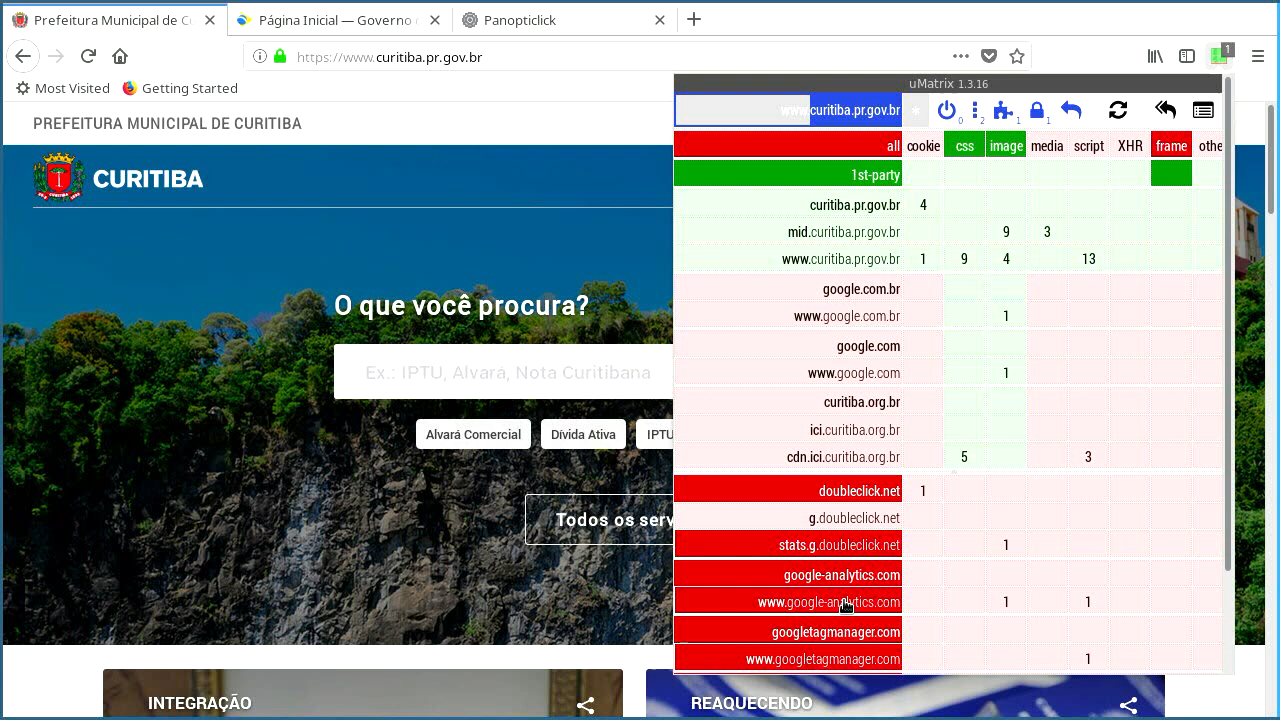 Prefeitura Municipal de C
Página Inicial — Governo
Panopticlick
https://www.curitiba.pr.gov.br
1
Most Visited
Getting Started
uMatrix 1.3.16
www.curitiba.pr.gov.br
*
0
2
1
1
PREFEITURA MUNICIPAL DE CURITIBA
CURITIBA
O que você procura?
Ex.: IPTU, Alvará, Nota Curitibana
Alvará Comercial
Dívida Ativa
IPTU
Todos os serv
all cookie css image media script XHR frame othe
1st-party
curitiba.pr.gov.br 4
mid.curitiba.pr.gov.br 9 3
www.curitiba.pr.gov.br 1 9 4 13
google.com.br
www.google.com.br 1
google.com
www.google.com 1
curitiba.org.br
ici.curitiba.org.br
cdn.ici.curitiba.org.br 5 3
doubleclick.net 1
g.doubleclick.net
stats.g.doubleclick.net 1
google-analytics.com
www.google-analytics.com 1 1
googletagmanager.com
www.googletagmanager.com 1
INTEGRAÇÃO
REAQUECENDO